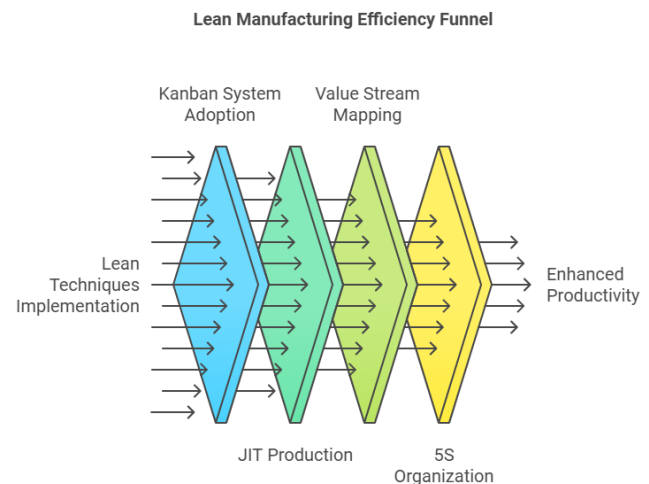 Lean Manufacturing Efficiency Funnel
Kanban System
Adoption
Value Stream
Mapping
Lean
Techniques
Implementation
Enhanced
Productivity
JIT Production
5S
Organization